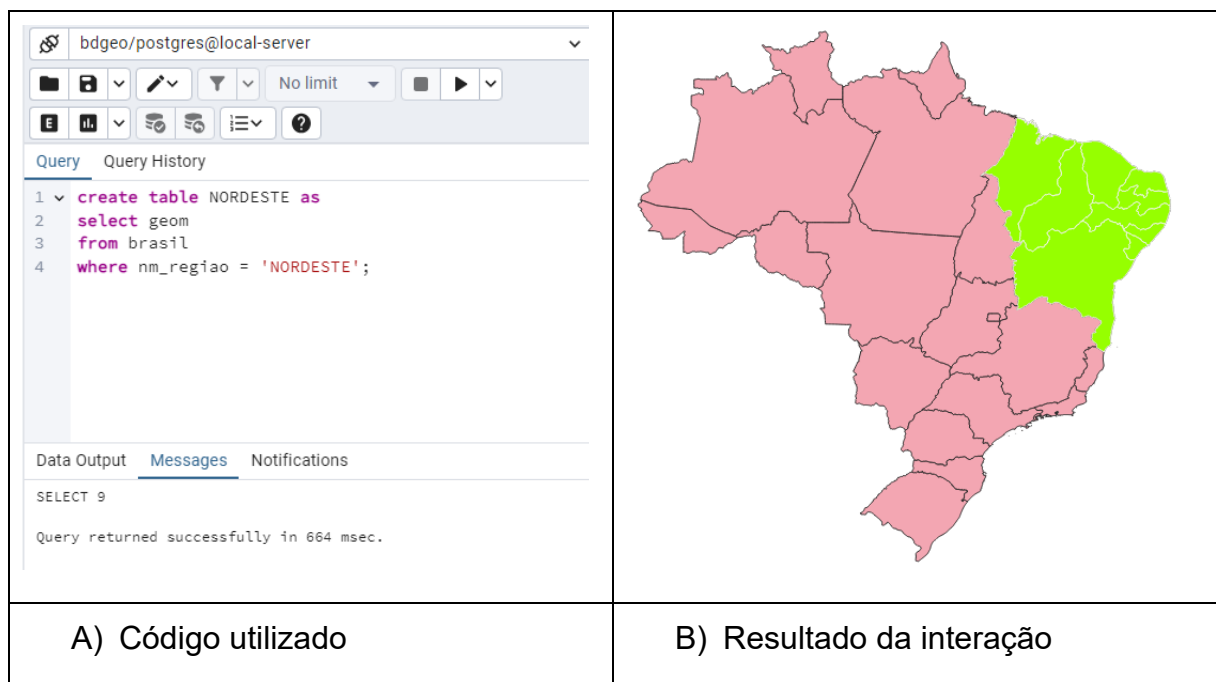 bdgeo/postgres@local-server
No limit
E
Query Query History
1 create table NORDESTE as
2 select geom
3 from brasil
4 where nm_regiao = 'NORDESTE';
Data Output Messages Notifications
SELECT 9
Query returned successfully in 664 msec.
A) Código utilizado
B) Resultado da interação